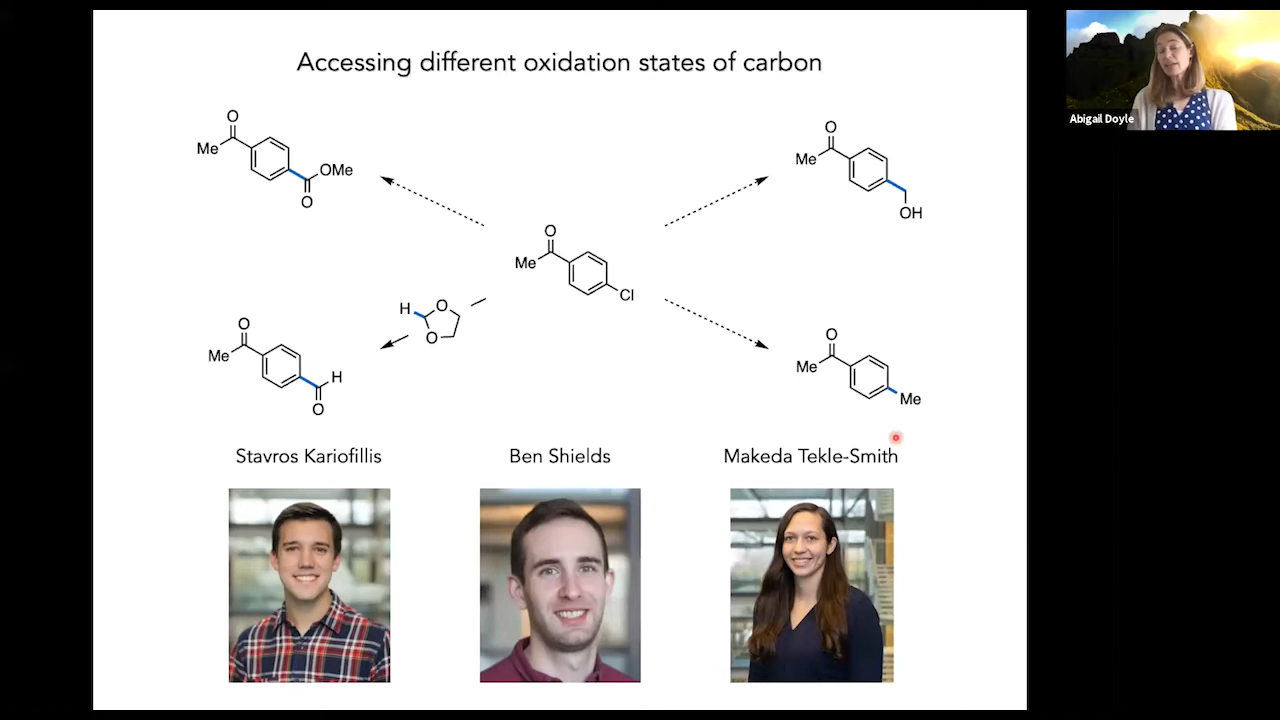 Accessing different oxidation states of carbon
Abigail Doyle
O
Me
OMe
O
O
Me
OH
O
Me
Cl
H
O
O
O
Me
H
O
O
Me
Me
Stavros Kariofillis
Ben Shields
Makeda Tekle-Smith